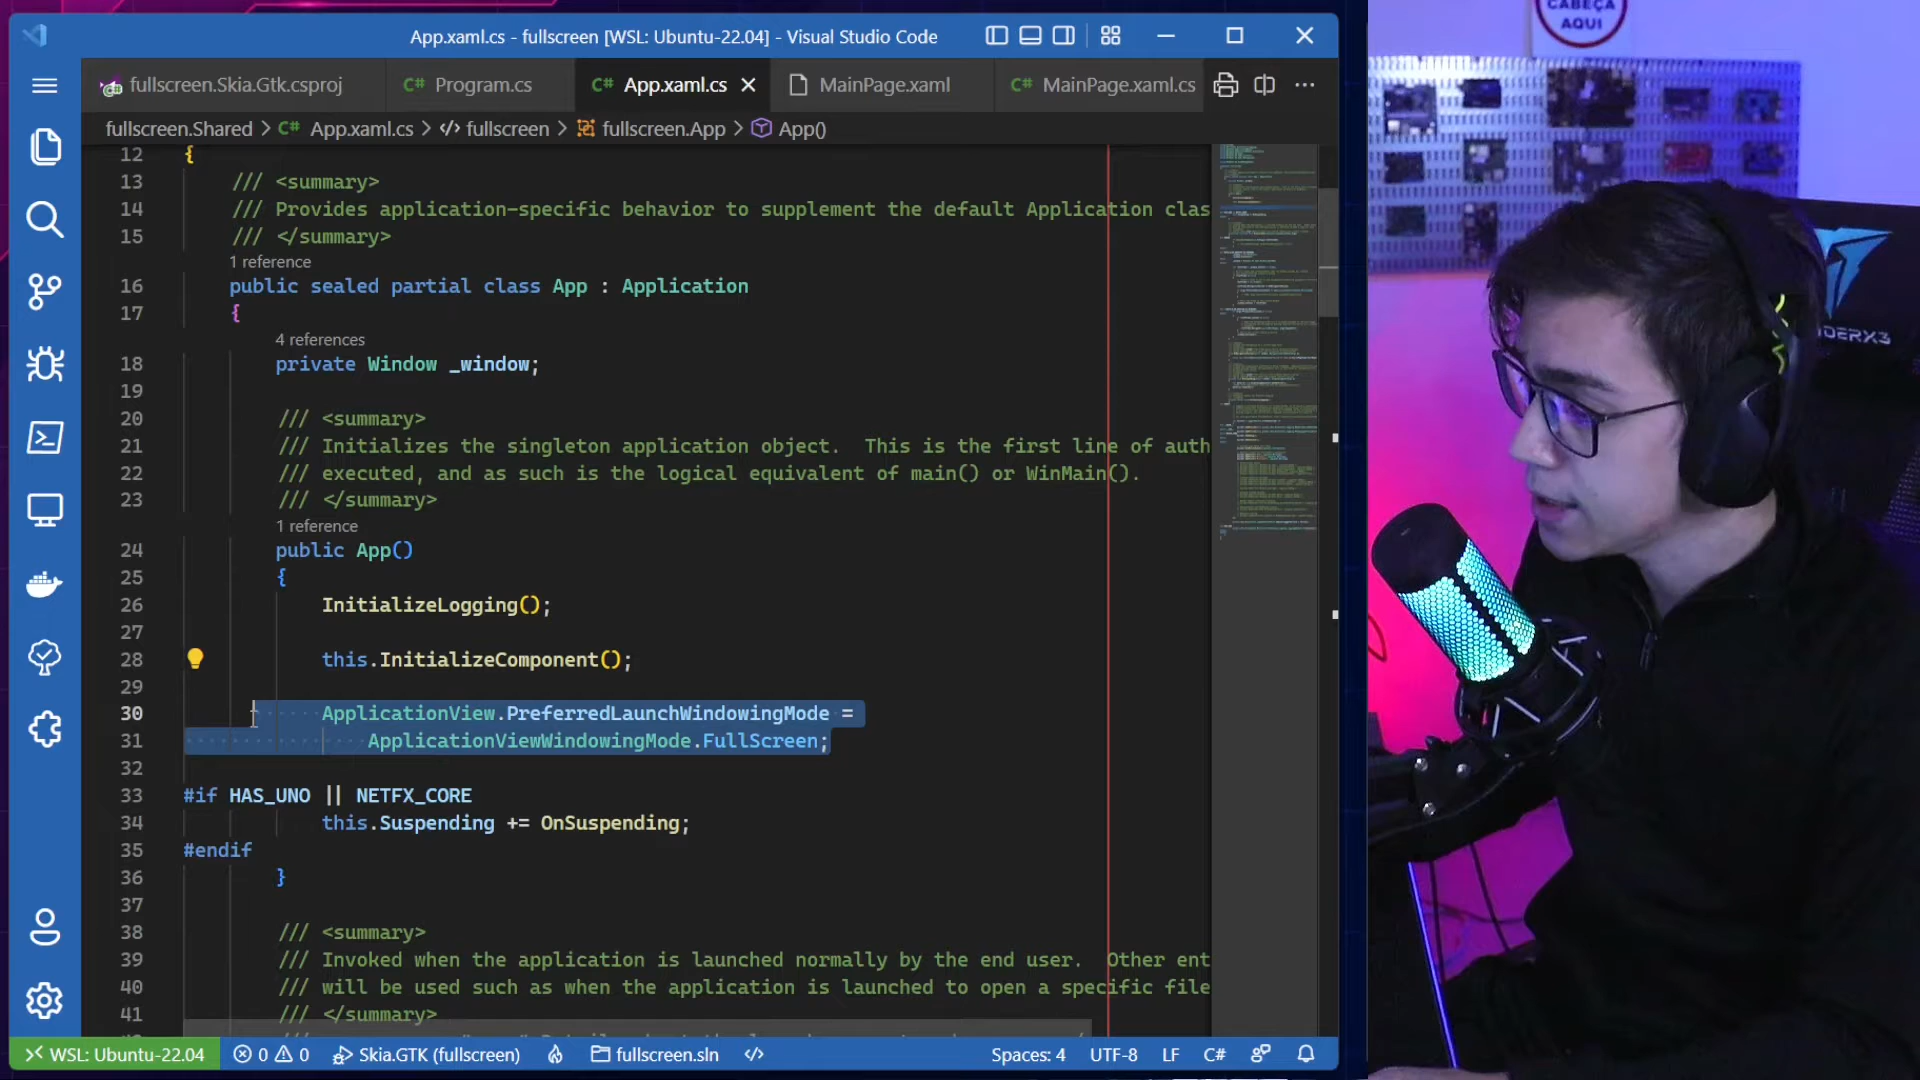 App.xaml.cs - fullscreen [WSL: Ubuntu-22.04] - Visual Studio Code
fullscreen.Skia.Gtk.csproj
C# Program.cs
C# App.xaml.cs
MainPage.xaml
C# MainPage.xaml.cs
fullscreen.Shared > C# App.xaml.cs > fullscreen > fullscreen.App > App()
12 {
13 /// <summary>
14 /// Provides application-specific behavior to supplement the default Application clas
15 /// </summary>
1 reference
16 public sealed partial class App : Application
17 {
4 references
18 private Window _window;
19
20 /// <summary>
21 /// Initializes the singleton application object.  This is the first line of auth
22 /// executed, and as such is the logical equivalent of main() or WinMain().
23 /// </summary>
1 reference
24 public App()
25 {
26 InitializeLogging();
27
28 this.InitializeComponent();
29
30 ApplicationView.PreferredLaunchWindowingMode =
31 ApplicationViewWindowingMode.FullScreen;
32
33 #if HAS_UNO || NETFX_CORE
34 this.Suspending += OnSuspending;
35 #endif
36 }
37
38 /// <summary>
39 /// Invoked when the application is launched normally by the end user.  Other ent
40 /// will be used such as when the application is launched to open a specific file
41 /// </summary>
WSL: Ubuntu-22.04 0 0 Skia.GTK (fullscreen) fullscreen.sln Spaces: 4 UTF-8 LF C#
CABEÇA
AQUI
DERX3